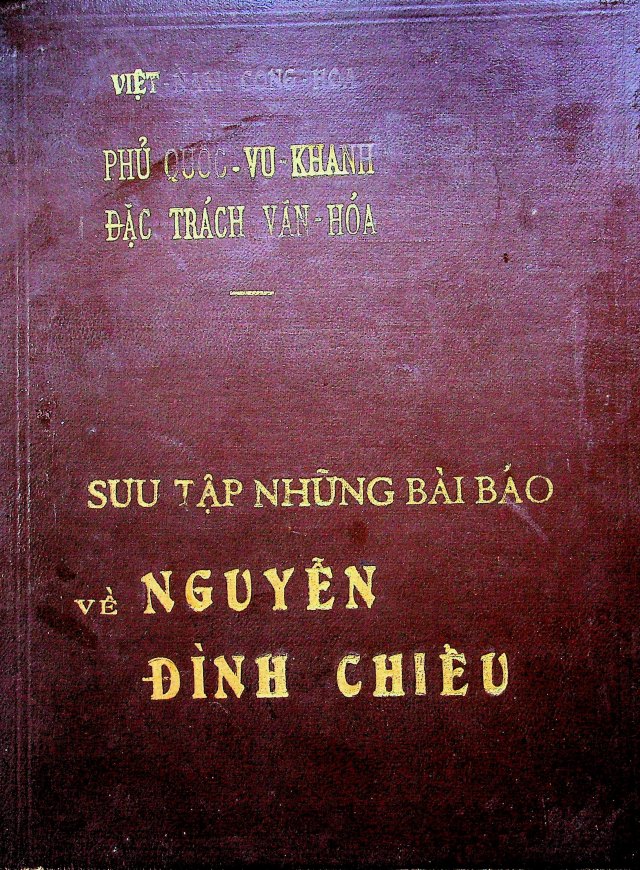 VIỆT-NAM CỘNG-HÒA
PHỦ QUỐC-VỤ-KHANH
ĐẶC TRÁCH VĂN-HÓA
SƯU TẬP NHỮNG BÀI BÁO
VỀ NGUYỄN
ĐÌNH CHIỂU